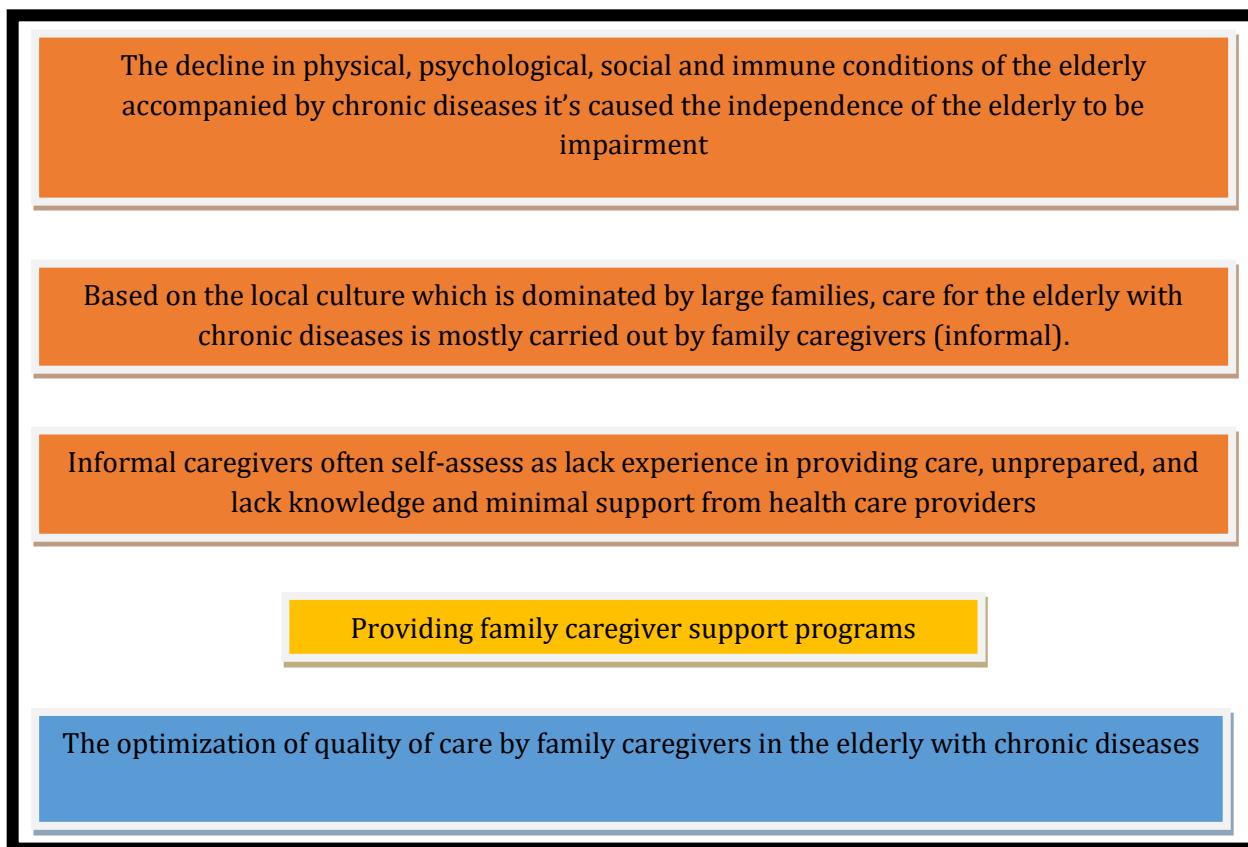 The decline in physical, psychological, social and immune conditions of the elderly
accompanied by chronic diseases it’s caused the independence of the elderly to be
impairment
Based on the local culture which is dominated by large families, care for the elderly with
chronic diseases is mostly carried out by family caregivers (informal).
Informal caregivers often self-assess as lack experience in providing care, unprepared, and
lack knowledge and minimal support from health care providers
Providing family caregiver support programs
The optimization of quality of care by family caregivers in the elderly with chronic diseases